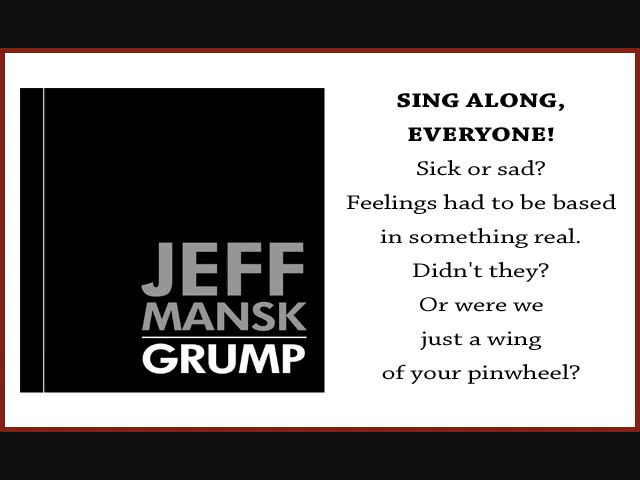 JEFF
MANSK
GRUMP
SING ALONG,
EVERYONE!
Sick or sad?
Feelings had to be based
in something real.
Didn't they?
Or were we
just a wing
of your pinwheel?